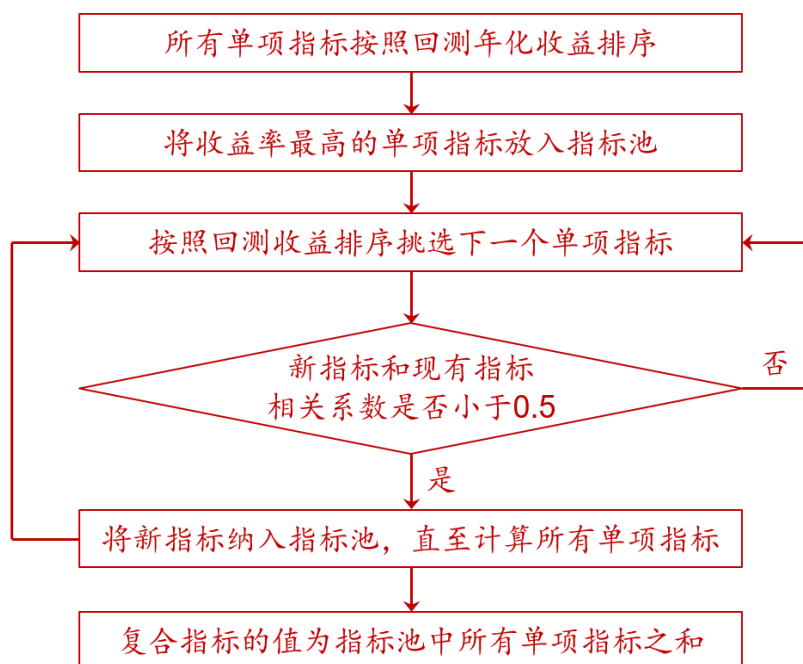 所有单项指标按照回测年化收益排序
将收益率最高的单项指标放入指标池
按照回测收益排序挑选下一个单项指标
新指标和现有指标
相关系数是否小于0.5
否
是
将新指标纳入指标池，直至计算所有单项指标
复合指标的值为指标池中所有单项指标之和